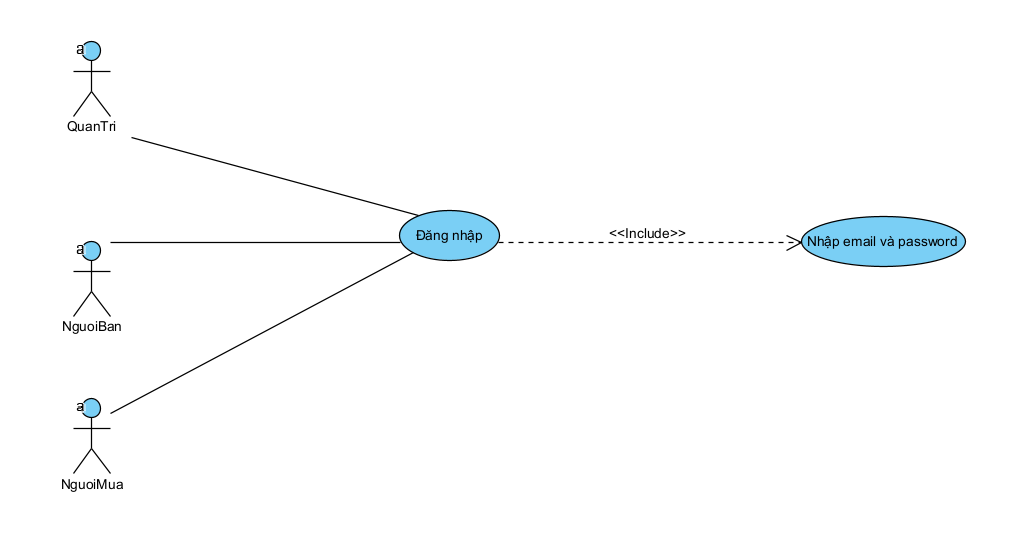 a
QuanTri
a
NguoiBan
Đăng nhập
<<Include>>
Nhập email và password
a
NguoiMua